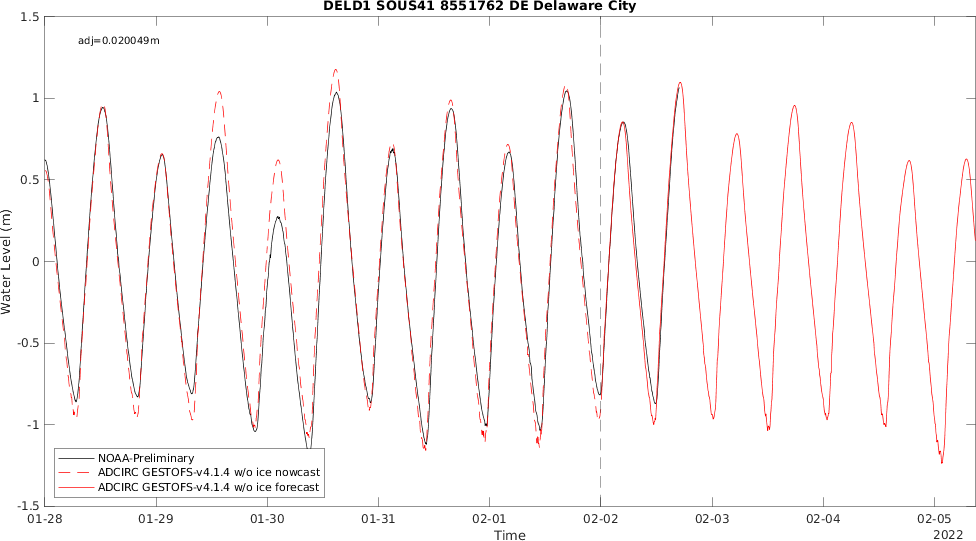 DELD1 SOUS41 8551762 DE Delaware City
1.5
adj=0.020049m
1
0.5
0
-0.5
-1
-1.5
Water Level (m)
NOAA-Preliminary
ADCIRC GESTOFS-v4.1.4 w/o ice nowcast
ADCIRC GESTOFS-v4.1.4 w/o ice forecast
01-28 01-29 01-30 01-31 02-01 02-02 02-03 02-04 02-05
Time
2022